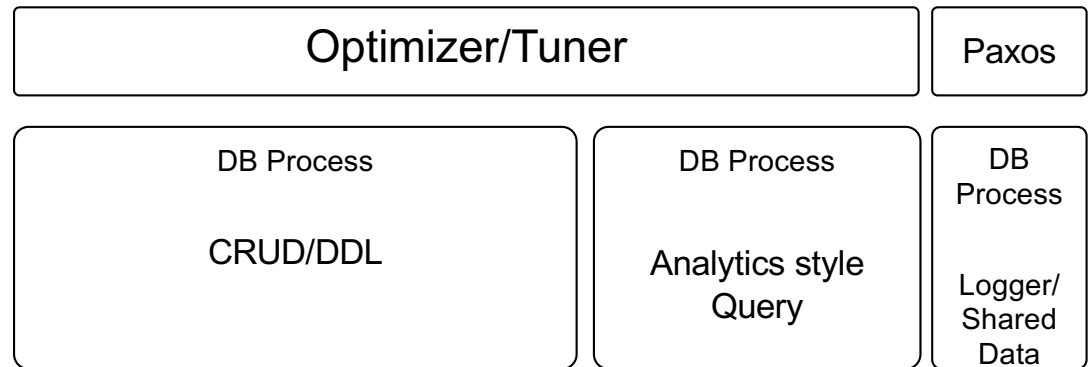 Optimizer/Tuner
Paxos
DB Process
CRUD/DDL
DB Process
Analytics style
Query
DB
Process
Logger/
Shared
Data